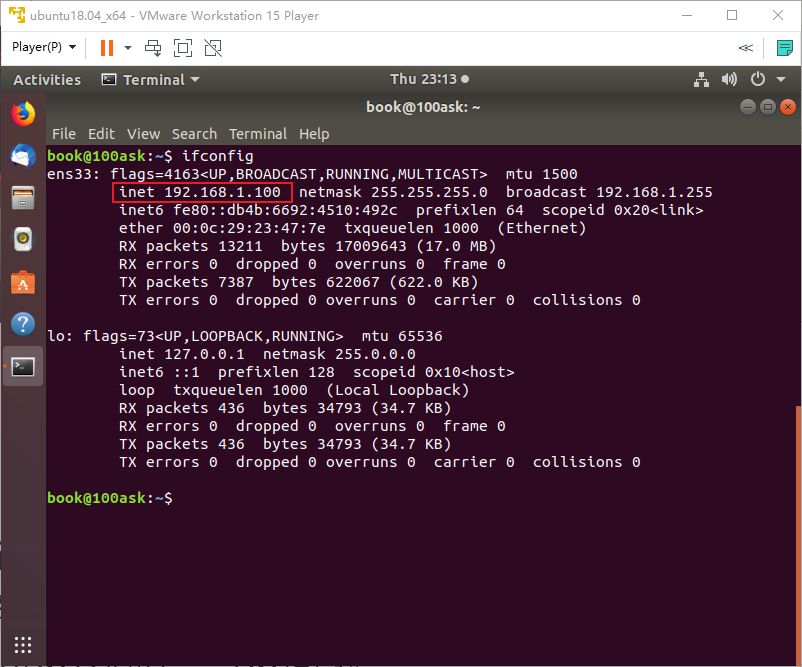 ubuntu18.04_x64 - VMware Workstation 15 Player
Player(P)
Activities Terminal Thu 23:13
book@100ask: ~
File Edit View Search Terminal Help
book@100ask:~$ ifconfig
ens33: flags=4163<UP,BROADCAST,RUNNING,MULTICAST>  mtu 1500
inet 192.168.1.100  netmask 255.255.255.0  broadcast 192.168.1.255
inet6 fe80::db4b:6692:4510:492c  prefixlen 64  scopeid 0x20<link>
ether 00:0c:29:23:47:7e  txqueuelen 1000  (Ethernet)
RX packets 13211  bytes 17009643 (17.0 MB)
RX errors 0  dropped 0  overruns 0  frame 0
TX packets 7387  bytes 622067 (622.0 KB)
TX errors 0  dropped 0 overruns 0  carrier 0  collisions 0
lo: flags=73<UP,LOOPBACK,RUNNING>  mtu 65536
inet 127.0.0.1  netmask 255.0.0.0
inet6 ::1  prefixlen 128  scopeid 0x10<host>
loop  txqueuelen 1000  (Local Loopback)
RX packets 436  bytes 34793 (34.7 KB)
RX errors 0  dropped 0  overruns 0  frame 0
TX packets 436  bytes 34793 (34.7 KB)
TX errors 0  dropped 0 overruns 0  carrier 0  collisions 0
book@100ask:~$